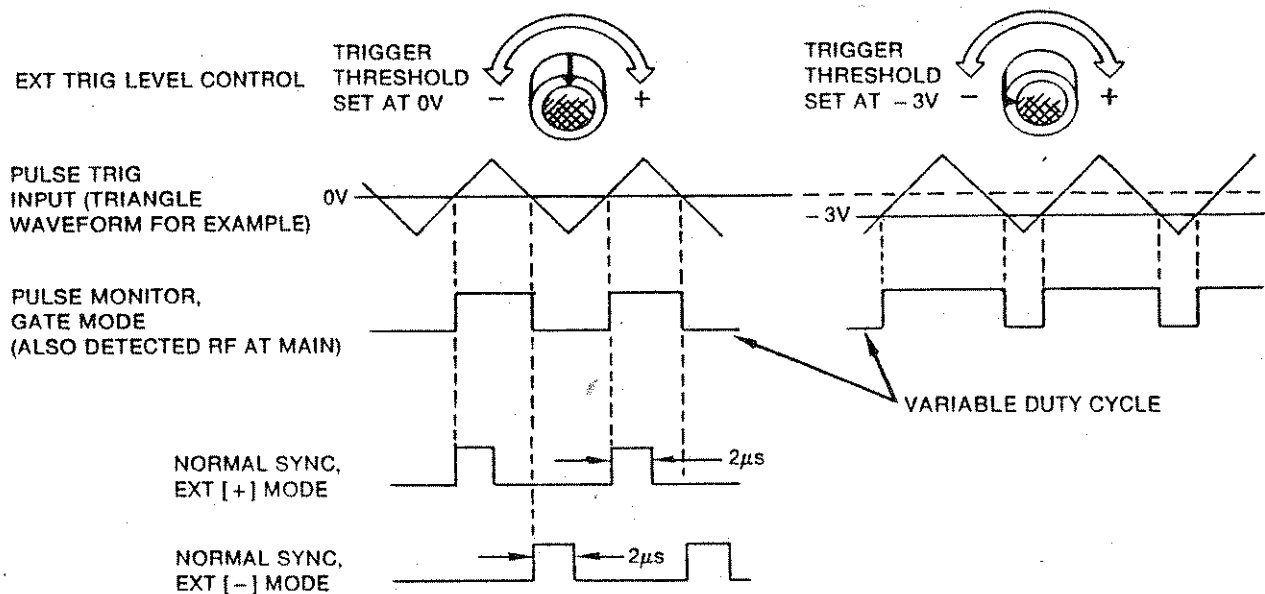 EXT TRIG LEVEL CONTROL
TRIGGER
THRESHOLD
SET AT 0V
-
+
TRIGGER
THRESHOLD
SET AT -3V
-
+
PULSE TRIG
INPUT (TRIANGLE
WAVEFORM FOR EXAMPLE)
0V
-3V
PULSE MONITOR,
GATE MODE
(ALSO DETECTED RF AT MAIN)
VARIABLE DUTY CYCLE
NORMAL SYNC,
EXT [+] MODE
2μs
NORMAL SYNC,
EXT [-] MODE
2μs